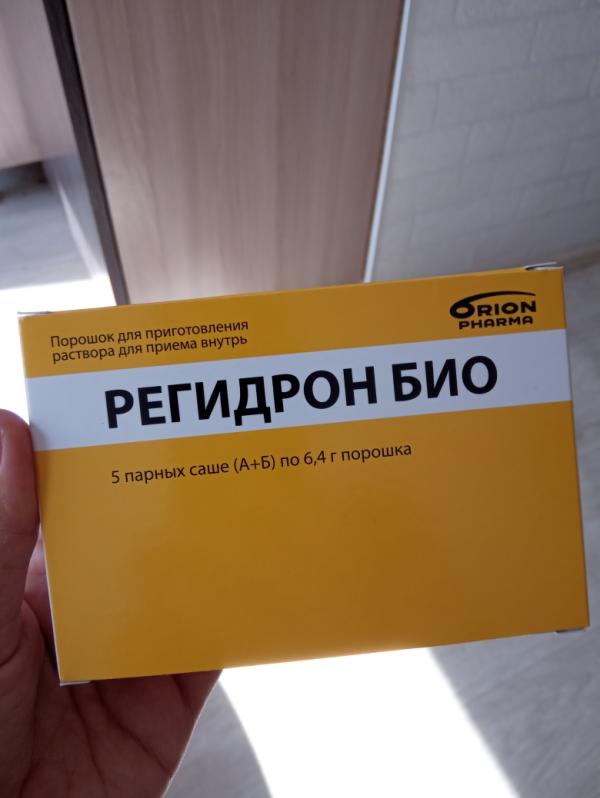 Порошок для приготовления
раствора для приема внутрь
ORION
PHARMA
РЕГИДРОН БИО
5 парных саше (А+Б) по 6,4 г порошка